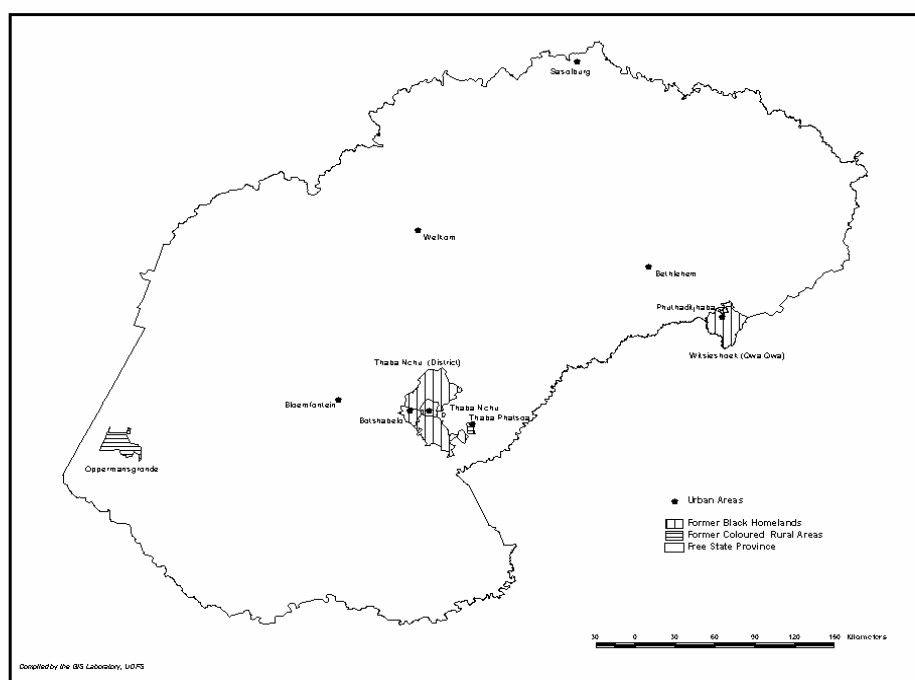 Sasolburg
Welkom
Bethlehem
Phuthaditjhaba
Witsieshoek (Qwa Qwa)
Thaba Nchu (District)
Bloemfontein
Botshabelo
Thaba Nchu
Thaba Phatsoa
Oppermansgronde
Urban Areas
Former Black Homelands
Former Coloured Rural Areas
Free State Province
30 0 30 60 90 120 150 Kilometers
Compiled by the GIS Laboratory, UOFS